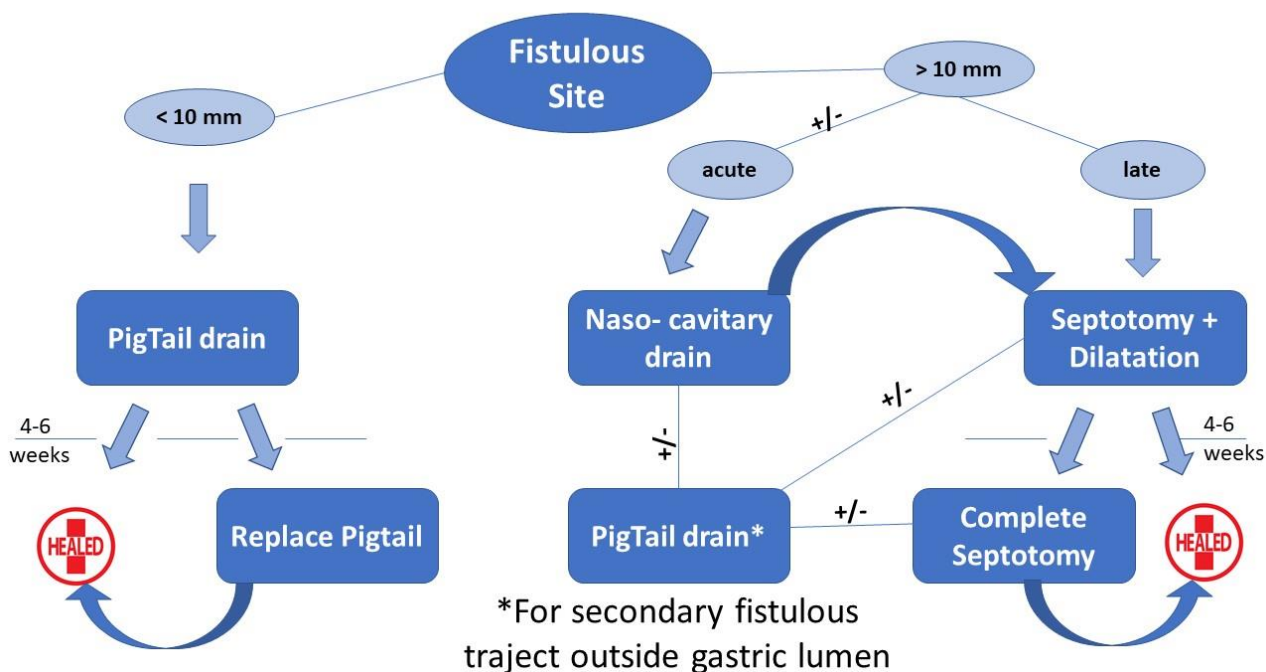 Fistulous
Site
< 10 mm
> 10 mm
+/-
acute
late
PigTail drain
Naso- cavitary
drain
Septotomy +
Dilatation
4-6
weeks
+/-
+/-
4-6
weeks
HEALED
Replace Pigtail
PigTail drain*
+/-
Complete
Septotomy
HEALED
*For secondary fistulous
traject outside gastric lumen